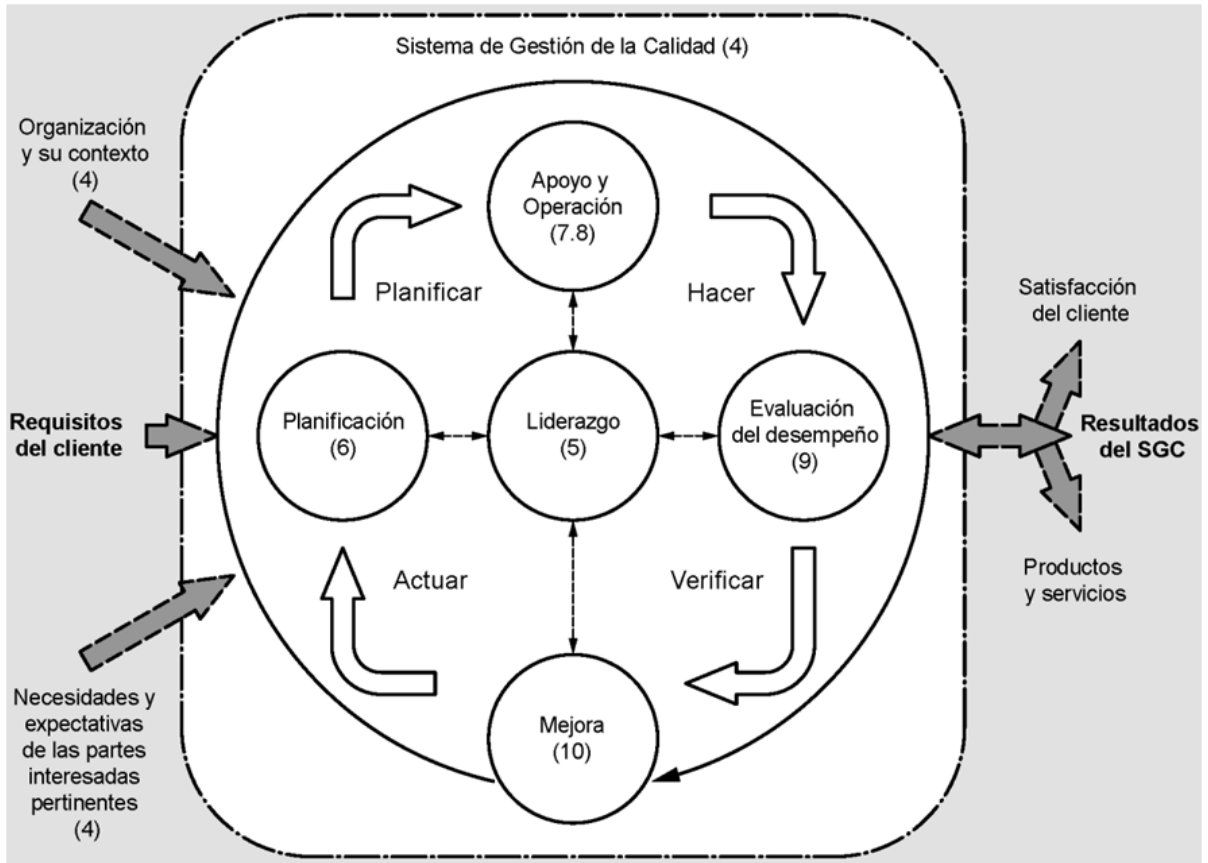 Sistema de Gestión de la Calidad (4)
Organización
y su contexto
(4)
Apoyo y
Operación
(7.8)
Planificar
Hacer
Satisfacción
del cliente
Requisitos
del cliente
Planificación
(6)
Liderazgo
(5)
Evaluación
del desempeño
(9)
Resultados
del SGC
Actuar
Verificar
Productos
y servicios
Necesidades y
expectativas
de las partes
interesadas
pertinentes
(4)
Mejora
(10)